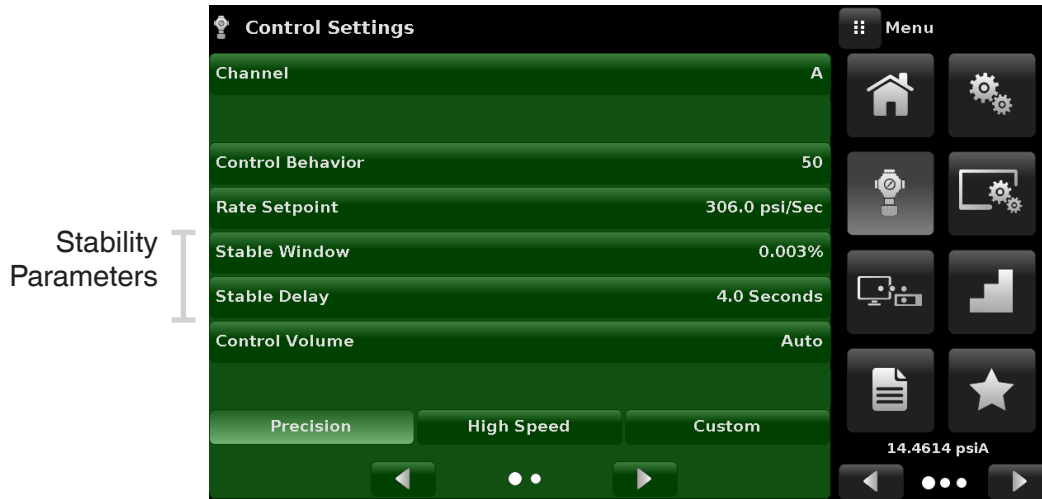 Control Settings
Menu
Channel A
Control Behavior 50
Rate Setpoint 306.0 psi/Sec
Stability
Parameters
Stable Window 0.003%
Stable Delay 4.0 Seconds
Control Volume Auto
Precision High Speed Custom
14.4614 psiA